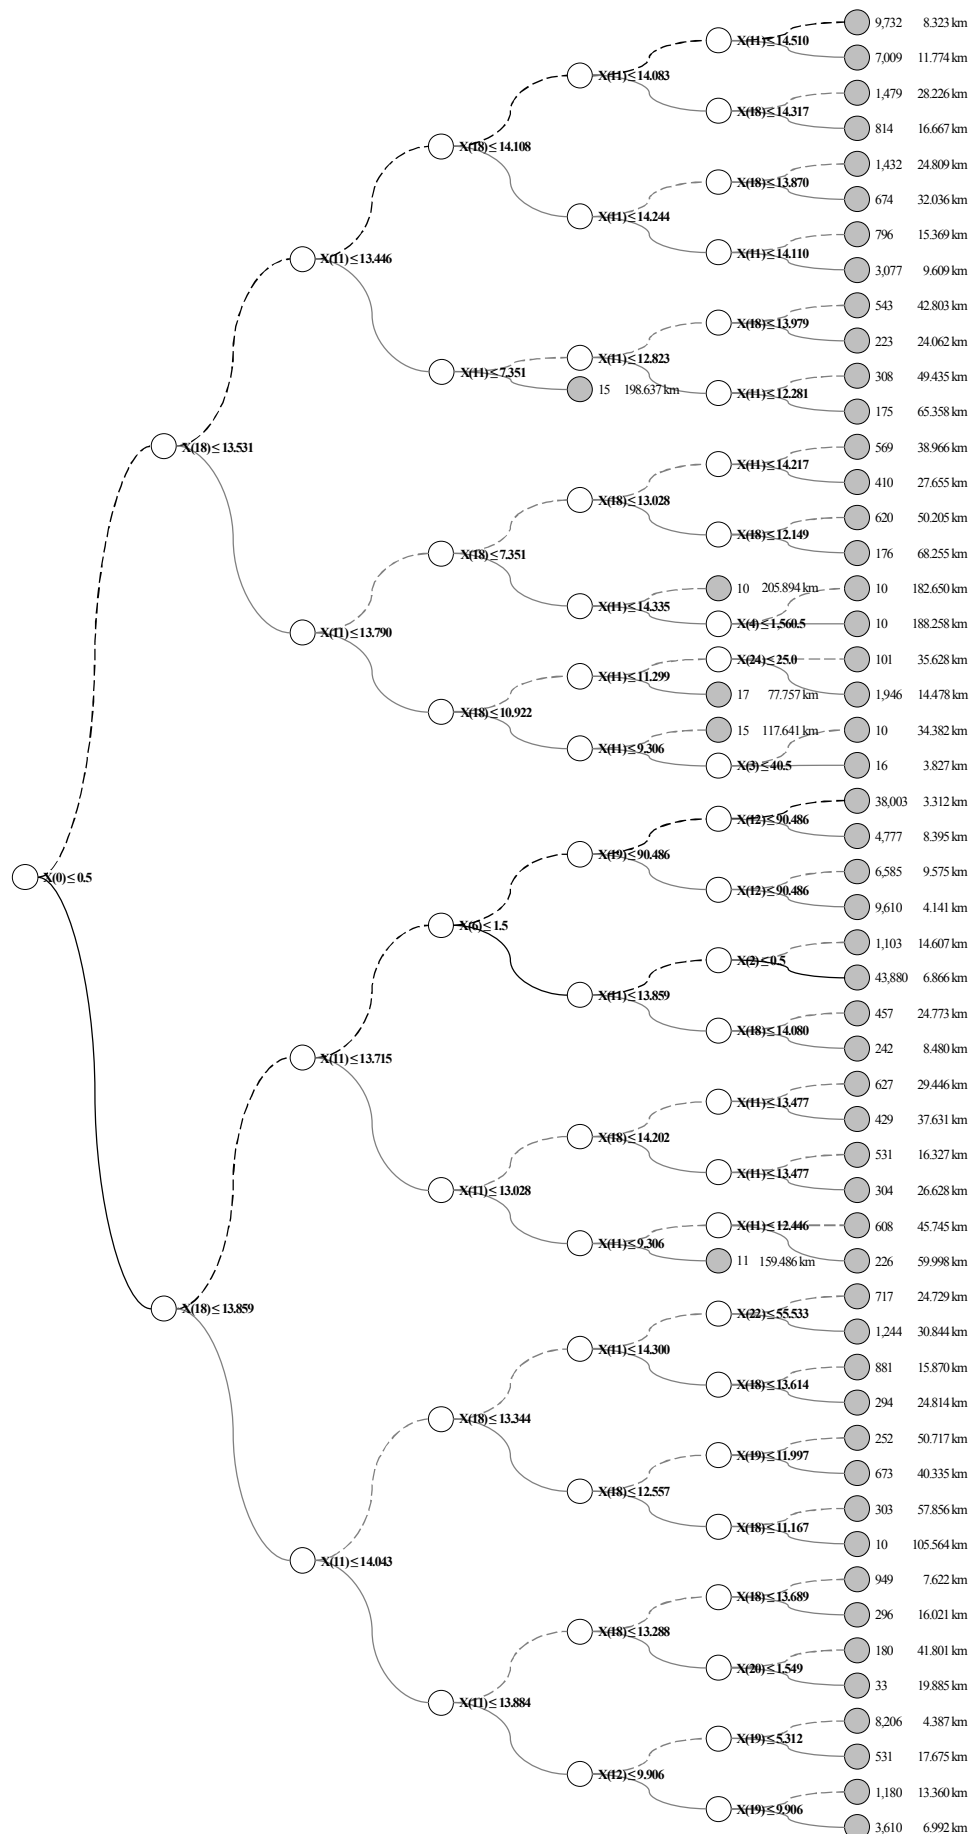 9,732 8.323 km
X(11) ≤ 14.510
7,009 11.774 km
X(11) ≤ 14.083
1,479 28.226 km
X(18) ≤ 14.317
814 16.667 km
X(18) ≤ 14.108
1,432 24.809 km
X(18) ≤ 13.870
674 32.036 km
X(11) ≤ 14.244
796 15.369 km
X(11) ≤ 14.110
X(11) ≤ 13.446
3,077 9.609 km
543 42.803 km
X(18) ≤ 13.979
223 24.062 km
X(11) ≤ 12.823
X(11) ≤ 7.351
308 49.435 km
15 198.637 km
X(11) ≤ 12.281
175 65.358 km
X(18) ≤ 13.531
569 38.966 km
X(11) ≤ 14.217
410 27.655 km
X(18) ≤ 13.028
620 50.205 km
X(18) ≤ 12.149
176 68.255 km
X(18) ≤ 7.351
10 205.894 km
10 182.650 km
X(11) ≤ 14.335
X(4) ≤ 1,560.5
10 188.258 km
X(11) ≤ 13.790
X(24) ≤ 25.0
101 35.628 km
X(11) ≤ 11.299
17 77.757 km
1,946 14.478 km
X(18) ≤ 10.922
15 117.641 km
10 34.382 km
X(11) ≤ 9.306
X(3) ≤ 40.5
16 3.827 km
38,003 3.312 km
X(12) ≤ 90.486
4,777 8.395 km
X(19) ≤ 90.486
6,585 9.575 km
X(0) ≤ 0.5
X(12) ≤ 90.486
9,610 4.141 km
X(6) ≤ 1.5
1,103 14.607 km
X(2) ≤ 0.5
43,880 6.866 km
X(11) ≤ 13.859
457 24.773 km
X(18) ≤ 14.080
242 8.480 km
X(11) ≤ 13.715
627 29.446 km
X(11) ≤ 13.477
429 37.631 km
X(18) ≤ 14.202
531 16.327 km
X(11) ≤ 13.477
304 26.628 km
X(11) ≤ 13.028
X(11) ≤ 12.446
608 45.745 km
X(11) ≤ 9.306
11 159.486 km
226 59.998 km
717 24.729 km
X(18) ≤ 13.859
X(22) ≤ 55.533
1,244 30.844 km
X(11) ≤ 14.300
881 15.870 km
X(18) ≤ 13.614
294 24.814 km
X(18) ≤ 13.344
252 50.717 km
X(19) ≤ 11.997
673 40.335 km
X(18) ≤ 12.557
303 57.856 km
X(18) ≤ 11.167
10 105.564 km
X(11) ≤ 14.043
949 7.622 km
X(18) ≤ 13.689
296 16.021 km
X(18) ≤ 13.288
180 41.801 km
X(20) ≤ 1.549
33 19.885 km
X(11) ≤ 13.884
8,206 4.387 km
X(19) ≤ 5.312
531 17.675 km
X(12) ≤ 9.906
1,180 13.360 km
X(19) ≤ 9.906
3,610 6.992 km